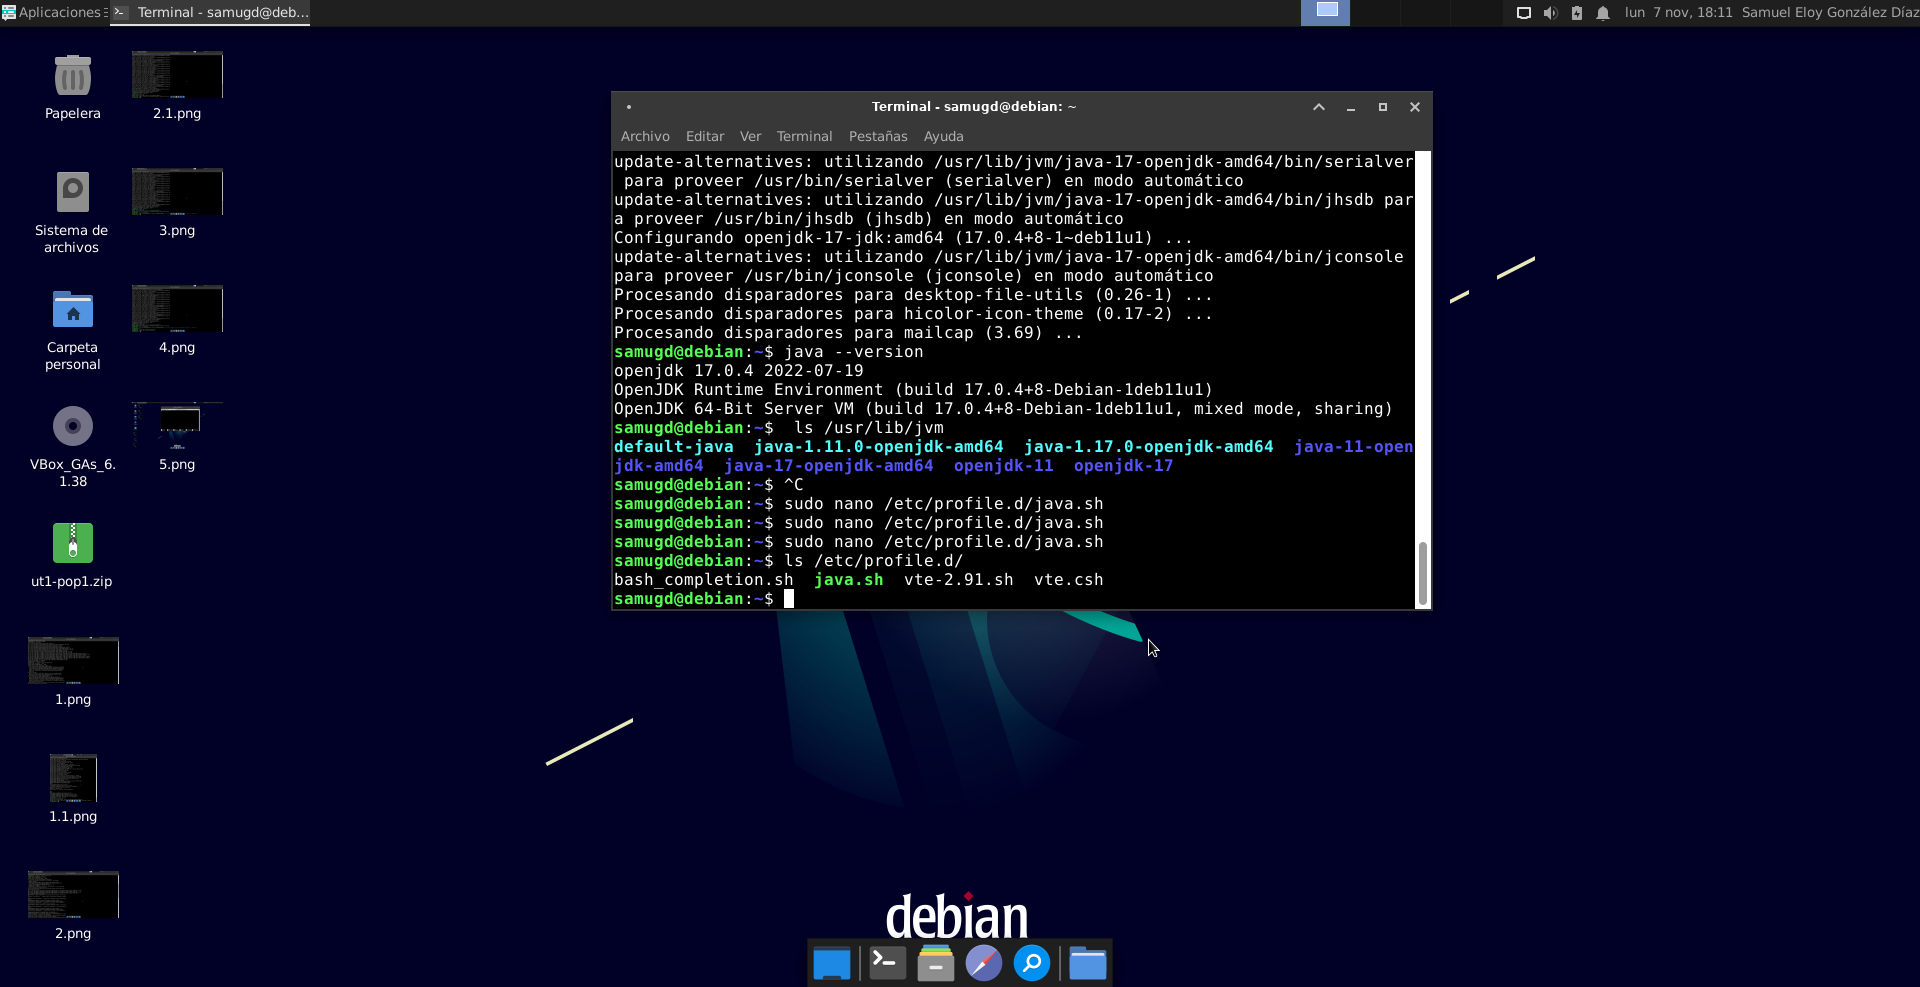 Aplicaciones
Terminal - samugd@deb...
lun 7 nov, 18:11 Samuel Eloy González Díaz
Papelera
2.1.png
Sistema de
archivos
3.png
Carpeta
personal
4.png
VBox_GAs_6.
1.38
5.png
ut1-pop1.zip
1.png
1.1.png
2.png
Terminal - samugd@debian: ~
Archivo Editar Ver Terminal Pestañas Ayuda
update-alternatives: utilizando /usr/lib/jvm/java-17-openjdk-amd64/bin/serialver
 para proveer /usr/bin/serialver (serialver) en modo automático
update-alternatives: utilizando /usr/lib/jvm/java-17-openjdk-amd64/bin/jhsdb par
a proveer /usr/bin/jhsdb (jhsdb) en modo automático
Configurando openjdk-17-jdk:amd64 (17.0.4+8-1~deb11u1) ...
update-alternatives: utilizando /usr/lib/jvm/java-17-openjdk-amd64/bin/jconsole
para proveer /usr/bin/jconsole (jconsole) en modo automático
Procesando disparadores para desktop-file-utils (0.26-1) ...
Procesando disparadores para hicolor-icon-theme (0.17-2) ...
Procesando disparadores para mailcap (3.69) ...
samugd@debian:~$ java --version
openjdk 17.0.4 2022-07-19
OpenJDK Runtime Environment (build 17.0.4+8-Debian-1deb11u1)
OpenJDK 64-Bit Server VM (build 17.0.4+8-Debian-1deb11u1, mixed mode, sharing)
samugd@debian:~$  ls /usr/lib/jvm
default-java  java-1.11.0-openjdk-amd64  java-1.17.0-openjdk-amd64  java-11-open
jdk-amd64  java-17-openjdk-amd64  openjdk-11  openjdk-17
samugd@debian:~$ ^C
samugd@debian:~$ sudo nano /etc/profile.d/java.sh
samugd@debian:~$ sudo nano /etc/profile.d/java.sh
samugd@debian:~$ sudo nano /etc/profile.d/java.sh
samugd@debian:~$ ls /etc/profile.d/
bash_completion.sh  java.sh  vte-2.91.sh  vte.csh
samugd@debian:~$
debian